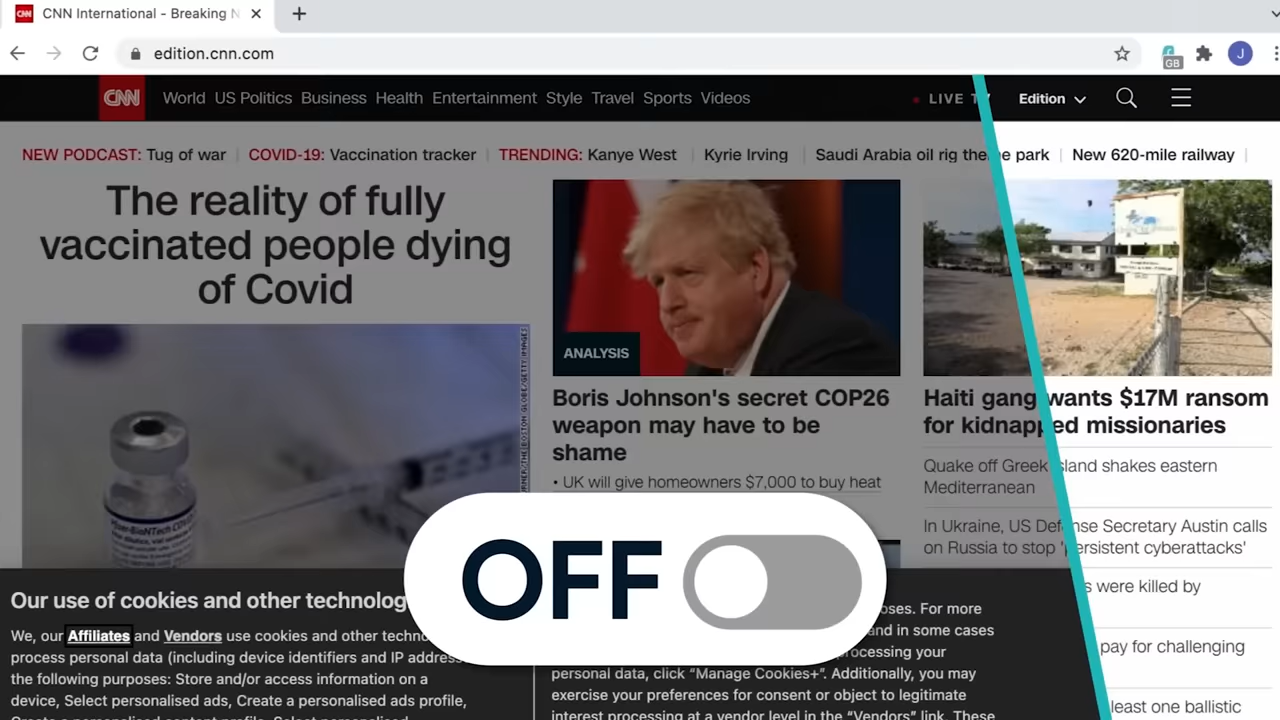 CNN International - Breaking N
edition.cnn.com
GB
J
CNN World US Politics Business Health Entertainment Style Travel Sports Videos
LIVE T
Edition
NEW PODCAST: Tug of war
COVID-19: Vaccination tracker
TRENDING: Kanye West
Kyrie Irving
Saudi Arabia oil rig theme park
New 620-mile railway
The reality of fully
vaccinated people dying
of Covid
ANALYSIS
Boris Johnson's secret COP26
weapon may have to be
shame
• UK will give homeowners $7,000 to buy heat
Haiti gang wants $17M ransom
for kidnapped missionaries
Quake off Greek island shakes eastern
Mediterranean
In Ukraine, US Defense Secretary Austin calls
on Russia to stop 'persistent cyberattacks'
s were killed by
pay for challenging
least one ballistic
OFF
Our use of cookies and other technolog
We, our Affiliates and Vendors use cookies and other techno
process personal data (including device identifiers and IP address
the following purposes: Store and/or access information on a
device, Select personalised ads, Create a personalised ads profile,
Create a personalised content profile, Select personalised
oses. For more
and in some cases
rocessing your
personal data, click “Manage Cookies+”. Additionally, you may
exercise your preferences for consent or object to legitimate
interest processing at a vendor level in the “Vendors” link. These